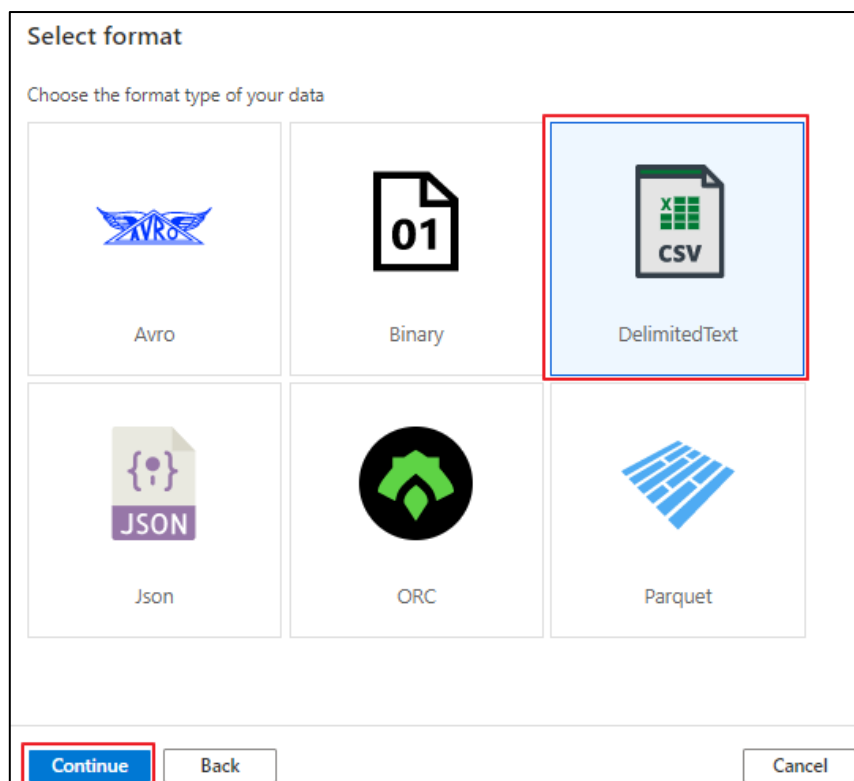 Select format
Choose the format type of your data
AVRO
01
X
CSV
Avro
Binary
DelimitedText
{ }
JSON
Json
ORC
Parquet
Continue
Back
Cancel